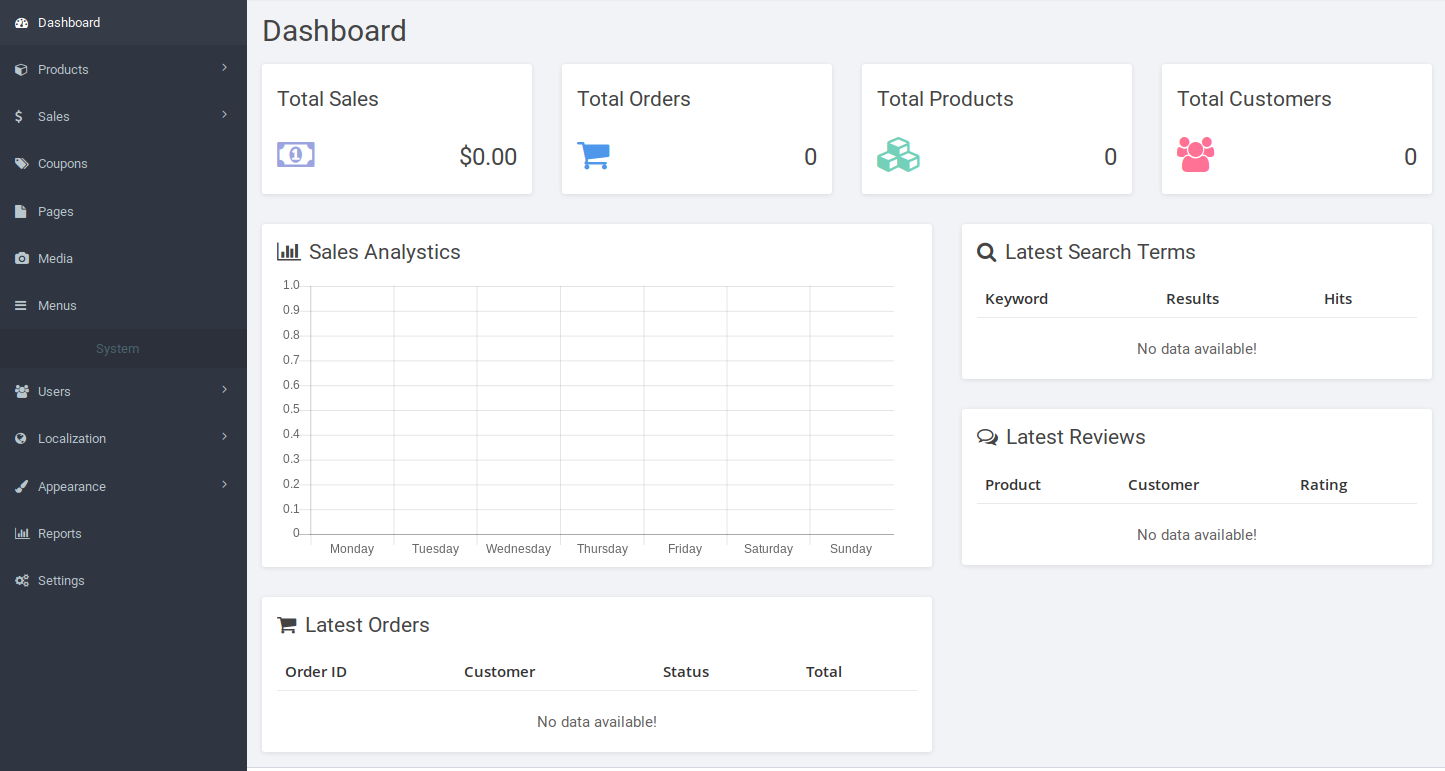 Dashboard
Products
Sales
Coupons
Pages
Media
Menus
System
Users
Localization
Appearance
Reports
Settings
Dashboard
Total Sales
$0.00
Total Orders
0
Total Products
0
Total Customers
0
Sales Analystics
1.0
0.9
0.8
0.7
0.6
0.5
0.4
0.3
0.2
0.1
0
Monday Tuesday Wednesday Thursday Friday Saturday Sunday
Latest Search Terms
Keyword Results Hits
No data available!
Latest Reviews
Product Customer Rating
No data available!
Latest Orders
Order ID Customer Status Total
No data available!